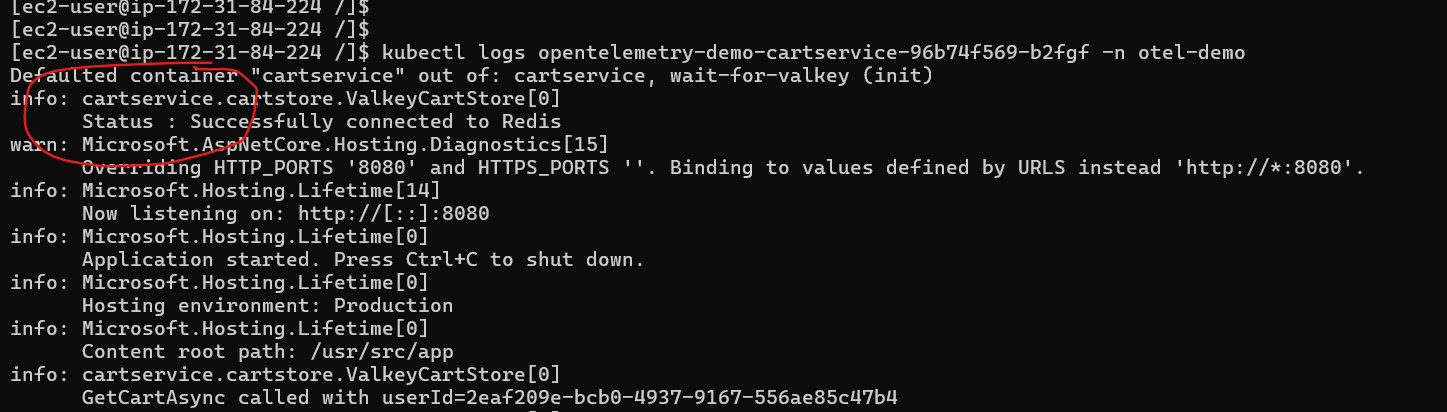 [ec2-user@ip-172-31-84-224 /]$
[ec2-user@ip-172-31-84-224 /]$
[ec2-user@ip-172-31-84-224 /]$ kubectl logs opentelemetry-demo-cartservice-96b74f569-b2fgf -n otel-demo
Defaulted container "cartservice" out of: cartservice, wait-for-valkey (init)
info: cartservice.cartstore.ValkeyCartStore[0]
Status : Successfully connected to Redis
warn: Microsoft.AspNetCore.Hosting.Diagnostics[15]
Overriding HTTP_PORTS '8080' and HTTPS_PORTS ''. Binding to values defined by URLS instead 'http://*:8080'.
info: Microsoft.Hosting.Lifetime[14]
Now listening on: http://[::]:8080
info: Microsoft.Hosting.Lifetime[0]
Application started. Press Ctrl+C to shut down.
info: Microsoft.Hosting.Lifetime[0]
Hosting environment: Production
info: Microsoft.Hosting.Lifetime[0]
Content root path: /usr/src/app
info: cartservice.cartstore.ValkeyCartStore[0]
GetCartAsync called with userId=2eaf209e-bcb0-4937-9167-556ae85c47b4